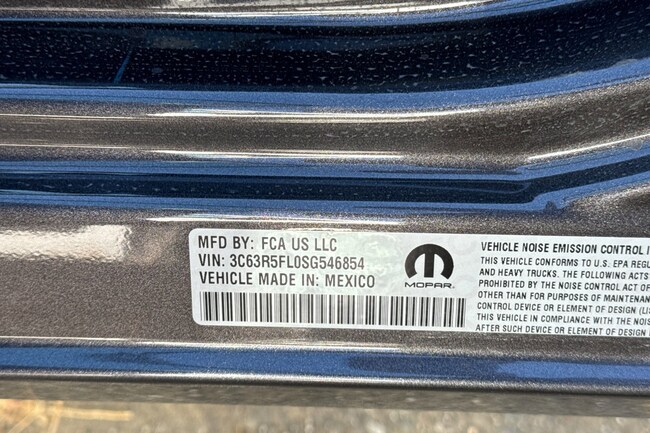 MFD BY: FCA US LLC
VIN: 3C63R5FL0SG546854
VEHICLE MADE IN: MEXICO
MOPAR
VEHICLE NOISE EMISSION CONTROL I
THIS VEHICLE CONFORMS TO U.S. EPA REGU
AND HEAVY TRUCKS. THE FOLLOWING ACTS
PROHIBITED BY THE NOISE CONTROL ACT OF
OTHER THAN FOR PURPOSES OF MAINTENAN
CONTROL DEVICE OR ELEMENT OF DESIGN (LIS
THIS VEHICLE IN COMPLIANCE WITH THE NOIS
AFTER SUCH DEVICE OR ELEMENT OF DESIGN